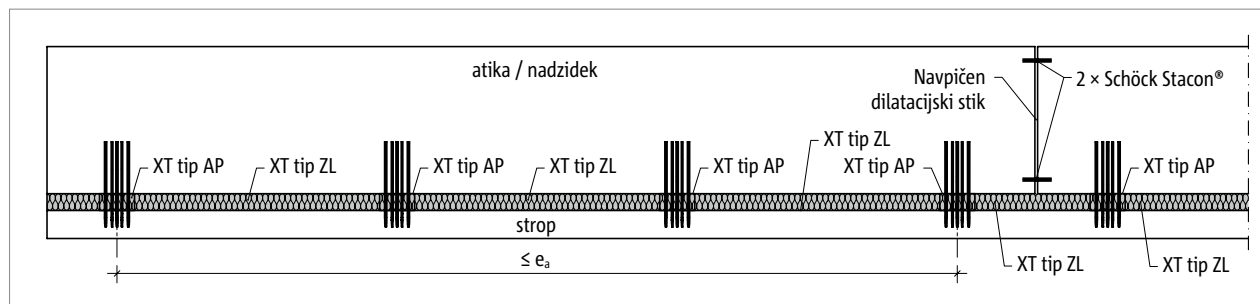 atika / nadzidek
Navpičen
dilatacijski stik
2 × Schöck Stacon®
XT tip AP
XT tip ZL
XT tip AP
XT tip ZL
XT tip AP
XT tip ZL
XT tip AP
XT tip AP
strop
≤ eₐ
XT tip ZL
XT tip ZL